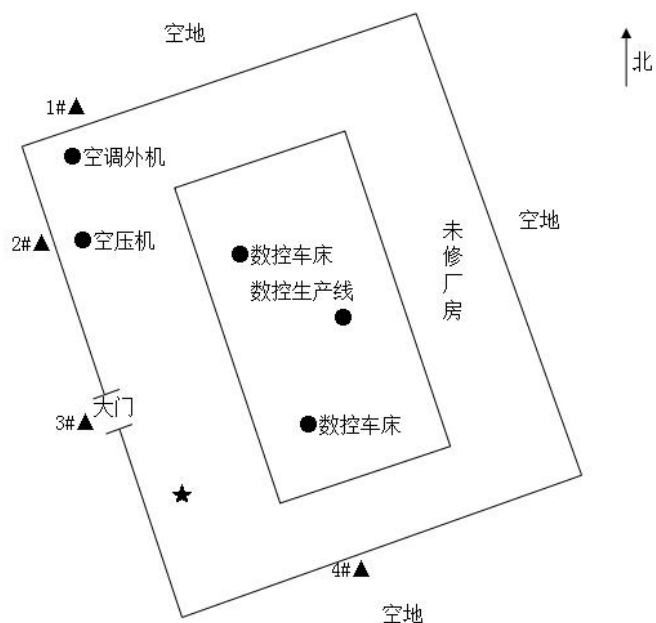 空地
北
1#▲
●空调外机
空地
2#▲
●空压机
●数控车床
未修厂房
数控生产线
大门
3#▲
●数控车床
★
4#▲
空地